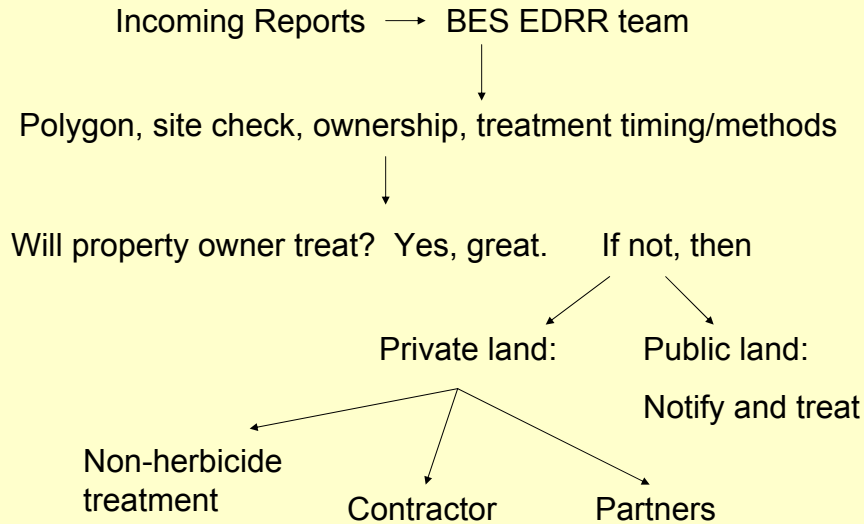 Incoming Reports BES EDRR team
Polygon, site check, ownership, treatment timing/methods
Will property owner treat? Yes, great. If not, then
Private land: Public land:
Notify and treat
Non-herbicide
treatment
Contractor Partners